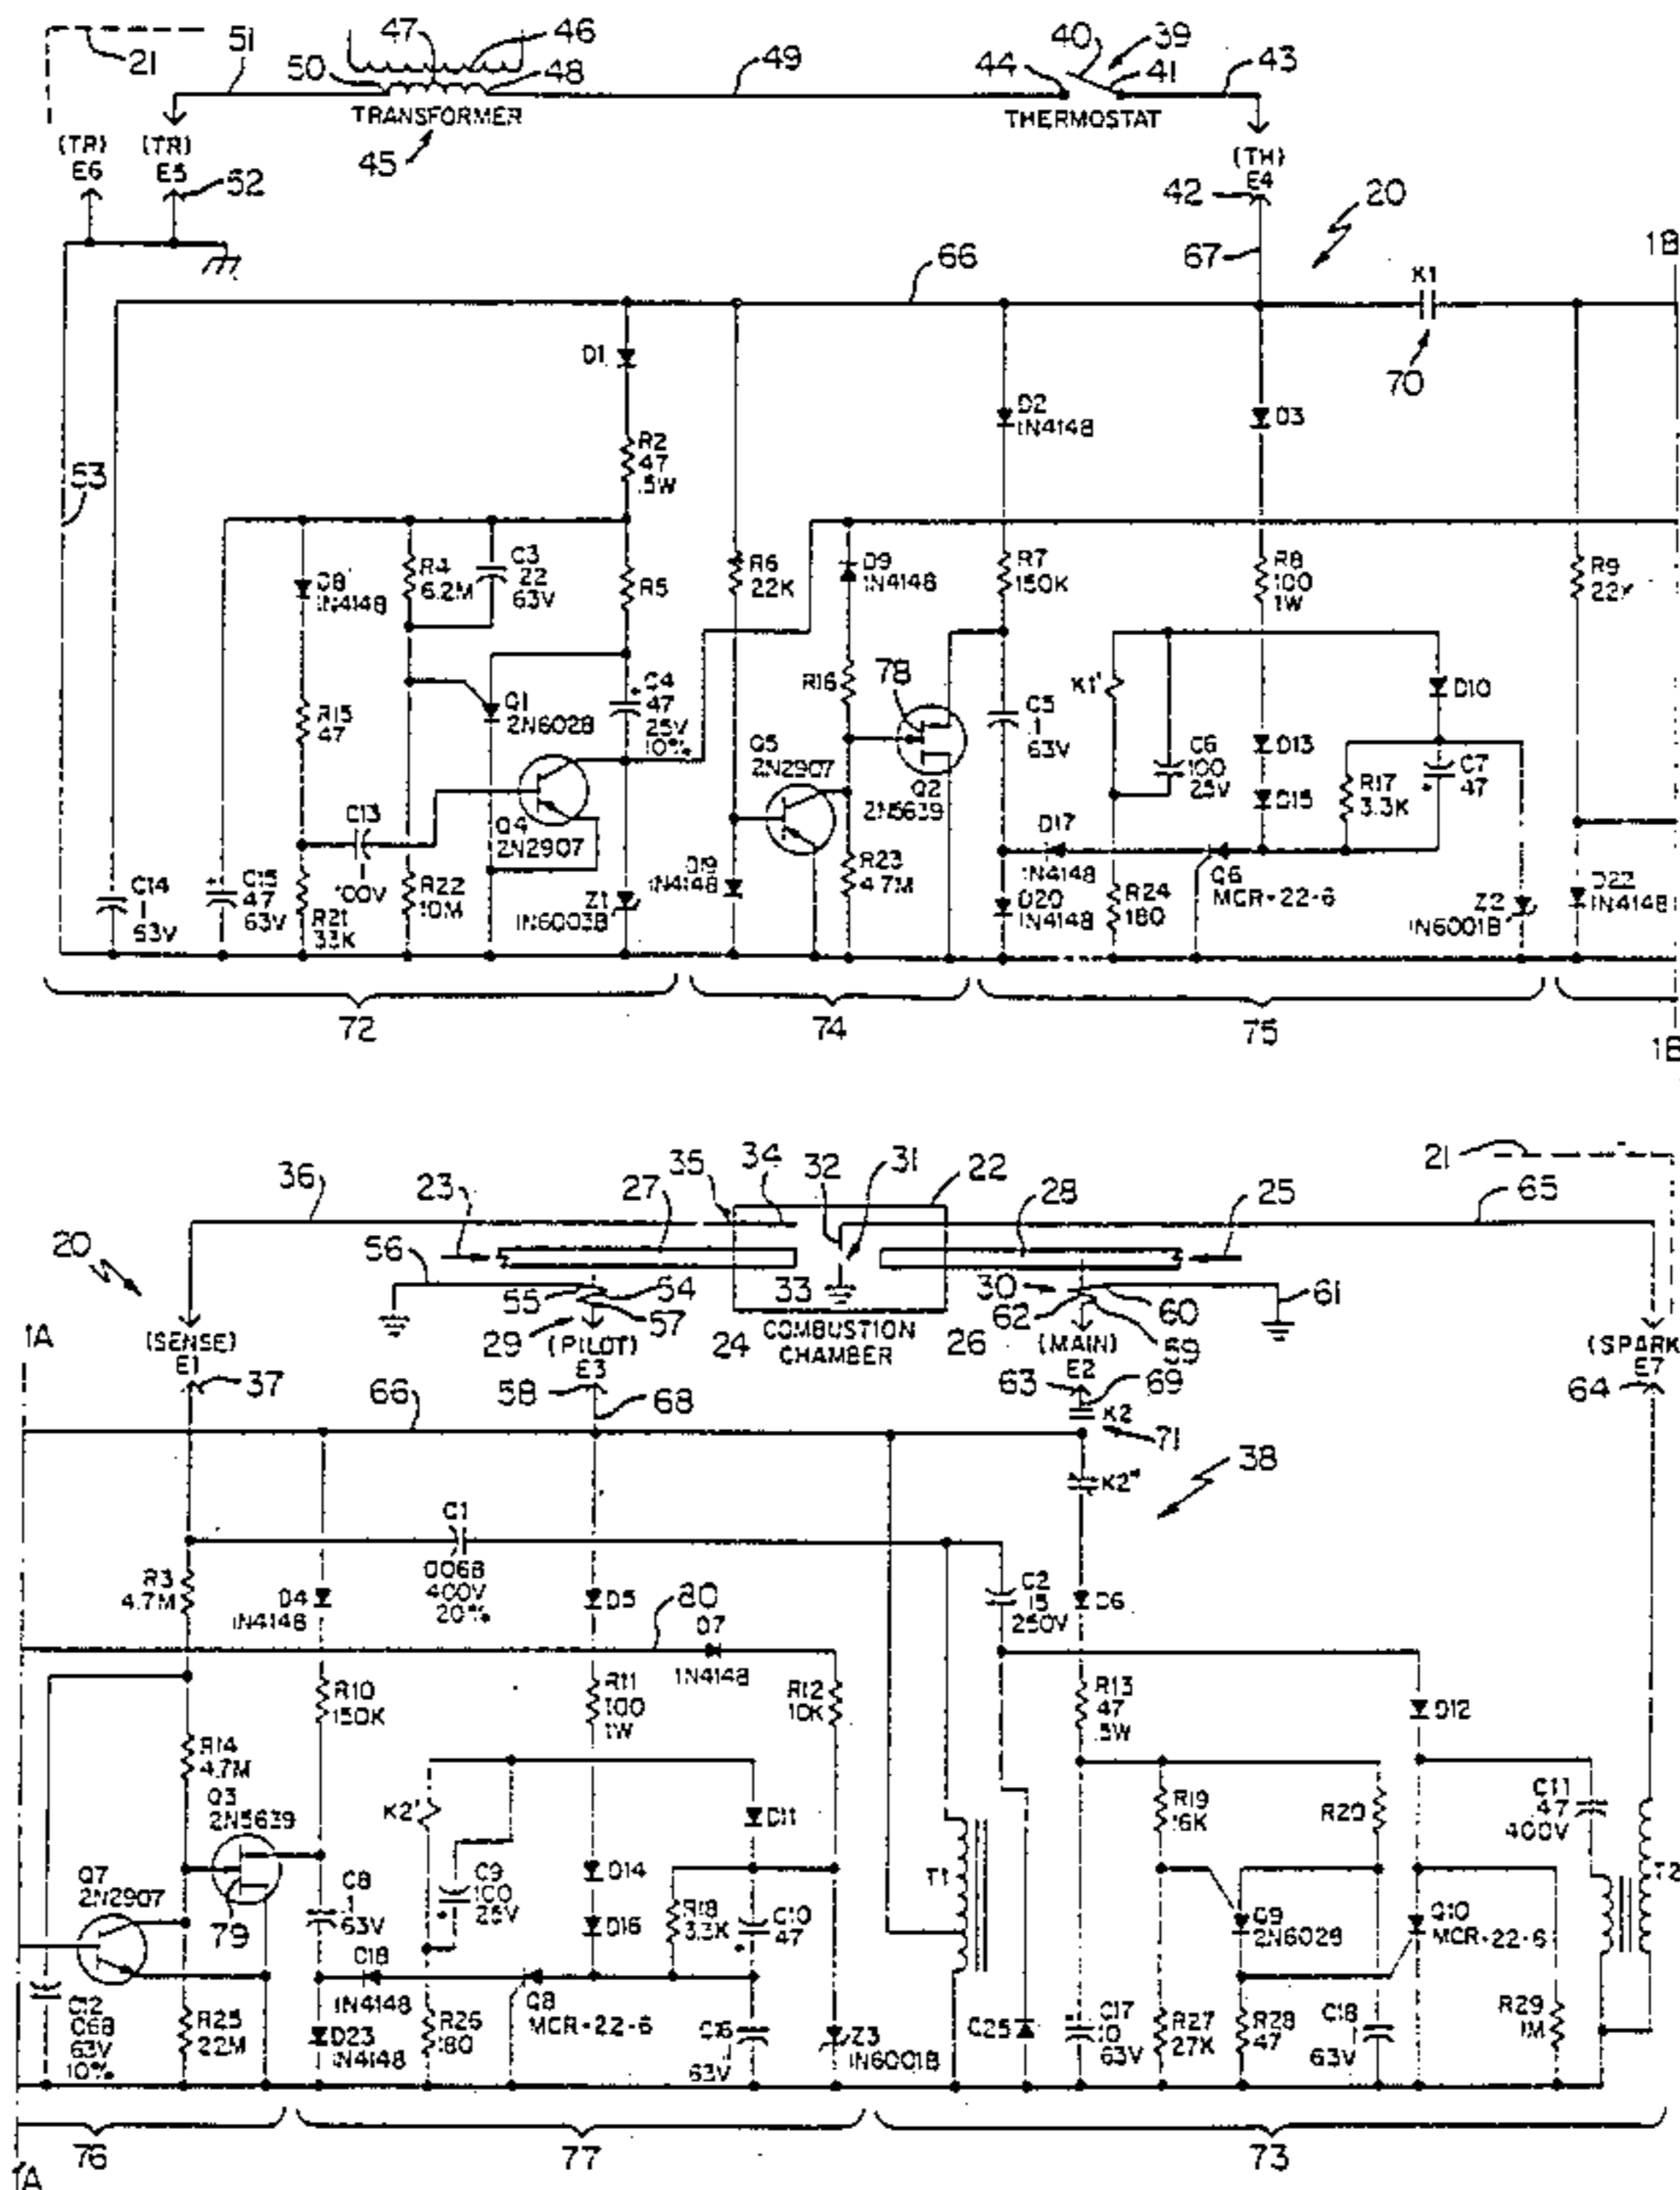 47 46
51
21 50 48 49 44 40 39 41 43
TRANSFORMER
THERMOSTAT
45
(TR) (TR)
E6 E5
52
(TH)
E4
42
20
67
66
K1
1B
70
D1
D2
1N4148
D3
R2
47
.5W
53
D8
1N4148
R4
6.2M
C3
22
63V
R5
R6
22K
D9
1N4148
R7
150K
R8
100
1W
R9
22K
R15
47
Q1
2N6028
C4
47
25V
10%
R16
78
C5
.1
63V
K1'
D10
C13
100V
Q4
2N2907
Q5
2N2907
Q2
2N5639
C6
100
25V
D13
D15
R17
3.3K
C7
47
C14
1
63V
47
63V
R21
33K
R22
10M
Z1
1N6003B
D19
1N4148
R23
4.7M
D17
1N4148
D20
1N4148
R24
180
Q6
MCR-22-6
Z2
1N6001B
D22
1N4148
72
74
75
1B
36 23 27 35 34 32 31 22 28 25 21 65
20
56
55 54
57
33
30
62 60
59
61
1A
(SENSE)
E1
37
29 (PILOT)
E3
58
68
24 COMBUSTION
CHAMBER
26 (MAIN)
E2
63
69
K2
71
(SPARK
E7
64
66
K2"
38
C1
.0068
400V
20%
R3
4.7M
D4
1N4148
D5
80
D7
1N4148
C2
.15
250V
D6
R14
4.7M
R10
150K
R11
100
1W
R12
10K
R13
47
.5W
D12
Q3
2N5639
K2'
D11
R19
16K
R20
C11
.47
400V
Q7
2N2907
79
C8
.1
63V
C9
100
25V
D14
D16
R18
3.3K
C10
47
T1
Q9
2N6028
Q10
MCR-22-6
T2
C12
63V
10%
R25
22M
1N4148
D23
1N4148
R26
180
Q8
MCR-22-6
63V
Z3
1N6001B
C25
C17
10
63V
R27
27K
R28
47
C18
.1
63V
R29
1M
76
77
73
1A